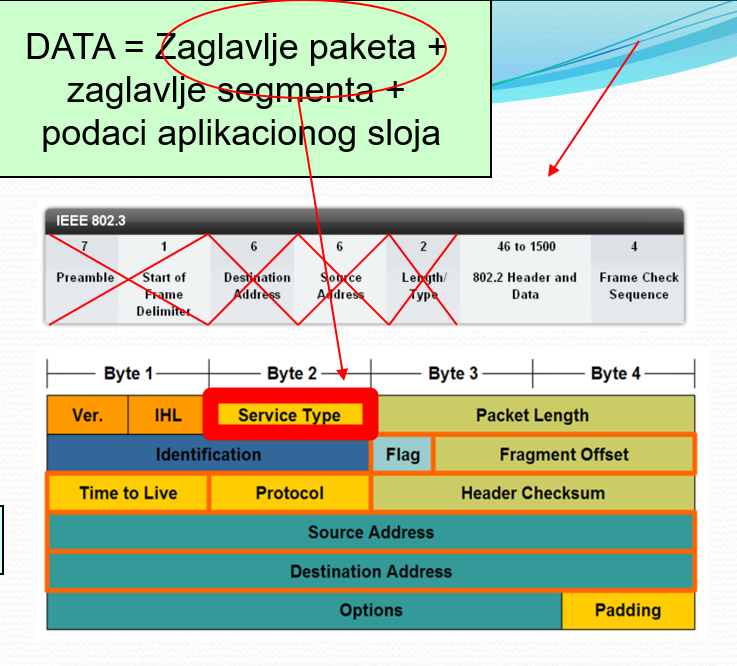 DATA = Zaglavlje paketa +
zaglavlje segmenta +
podaci aplikacionog sloja
IEEE 802.3
7 1 6 6 2 46 to 1500 4
Preamble Start of Destination Source Length/ 802.2 Header and Frame Check
Frame Address Address Type Data Sequence
Delimiter
Byte 1 Byte 2 Byte 3 Byte 4
Ver. IHL Service Type Packet Length
Identification Flag Fragment Offset
Time to Live Protocol Header Checksum
Source Address
Destination Address
Options Padding